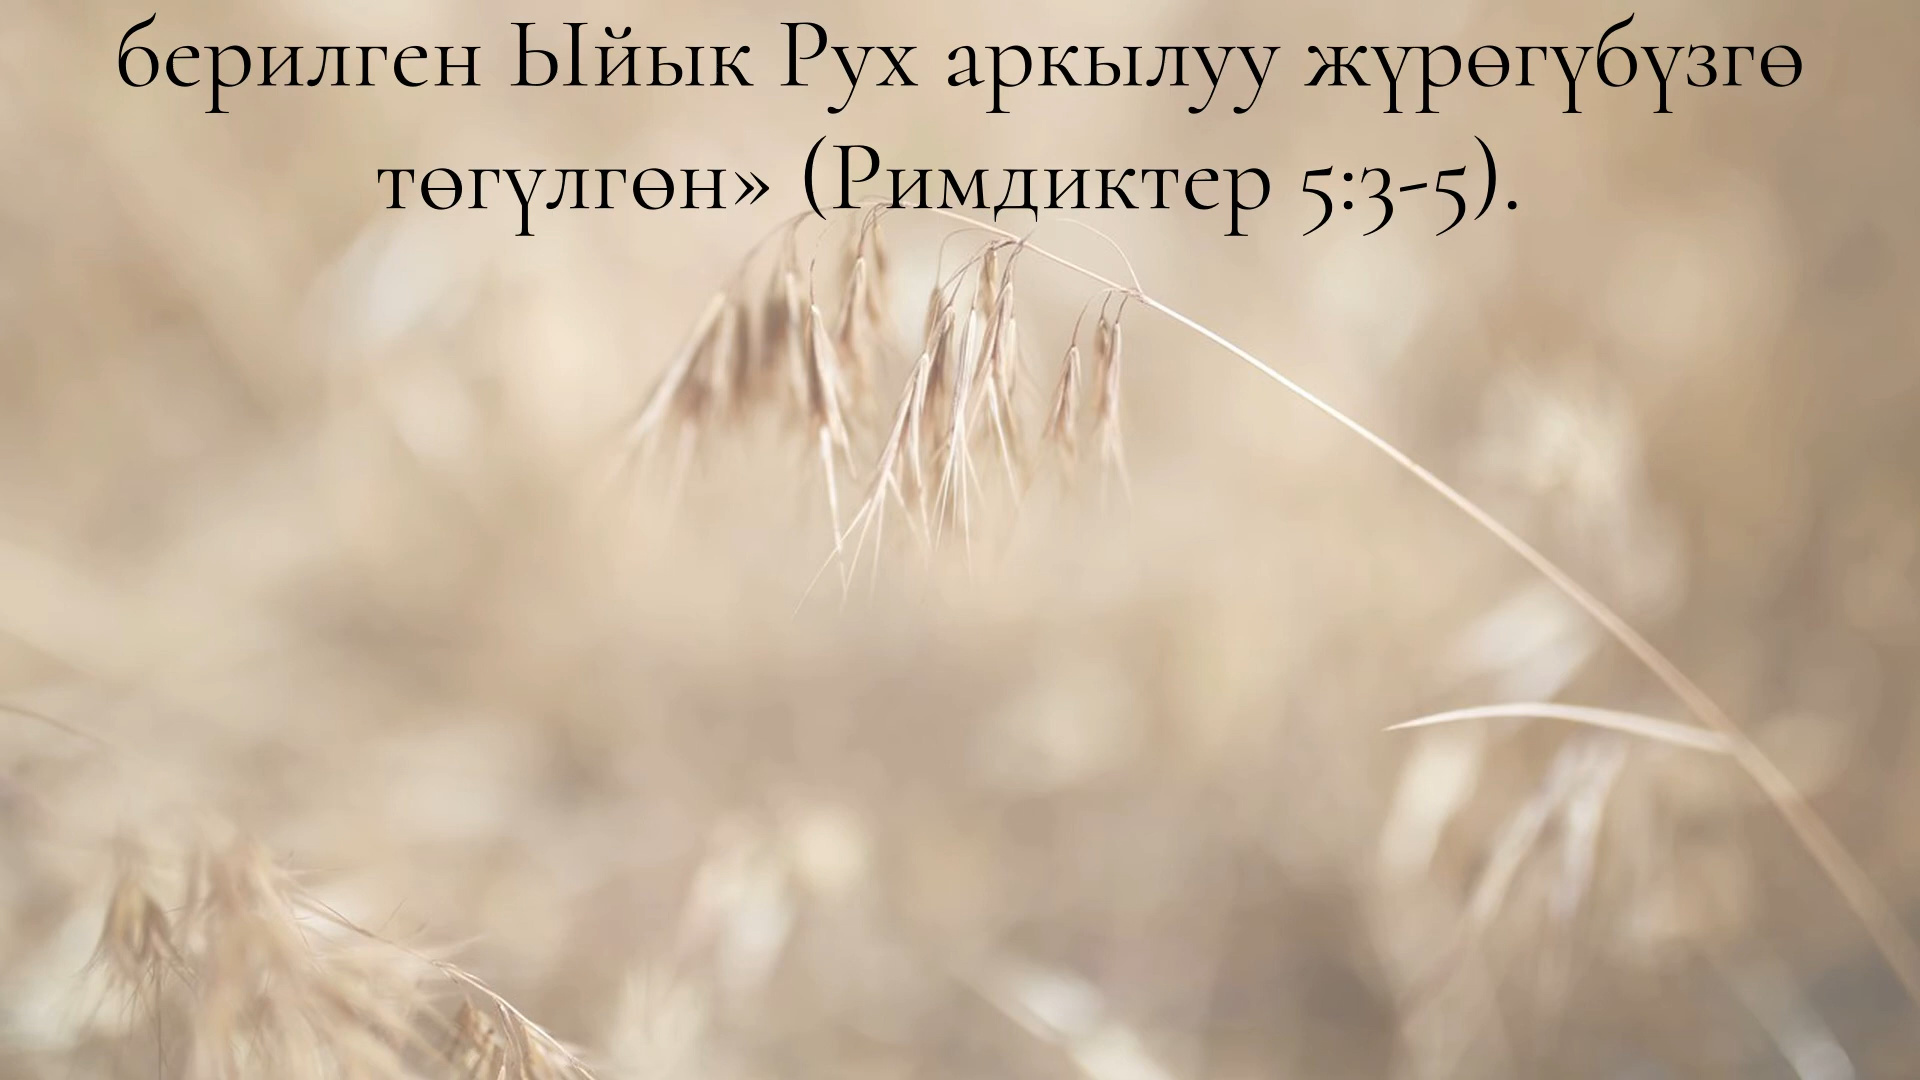 берилген Ыйык Рух аркылуу жүрөгүбүзгө
төгүлгөн» (Римдиктер 5:3-5).